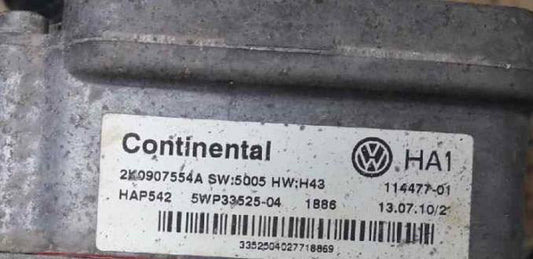 Continental HA1
2K0907554A SW:5005 HW:H43 114477-01
HAP542 5WP33525-04 1886 13.07.10/2
3352504027718869